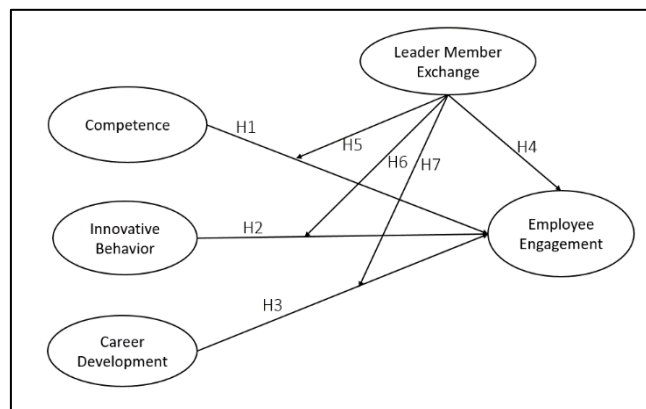 Leader Member
Exchange
Competence
H1
H5
H6
H7
H4
Innovative
Behavior
H2
Employee
Engagement
H3
Career
Development